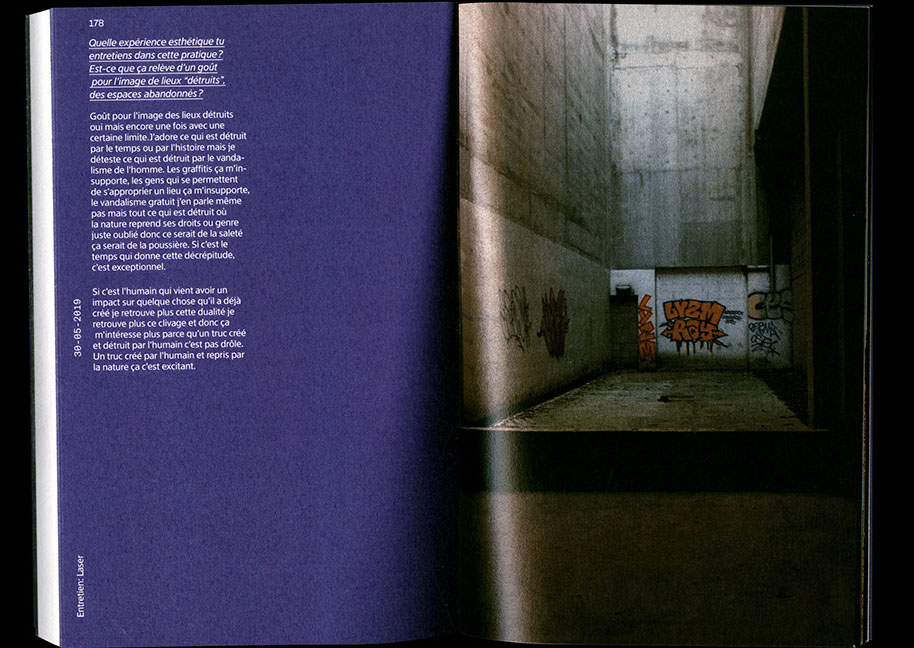 178
Quelle expérience esthétique tu
entretiens dans cette pratique?
Est-ce que ça relève d'un goût
pour l'image de lieux "détruits",
des espaces abandonnés?
Goût pour l'image des lieux détruits
oui mais encore une fois avec une
certaine limite.J'adore ce qui est détruit
par le temps ou par l'histoire mais je
déteste ce qui est détruit par le vanda-
lisme de l'homme. Les graffitis ça m'in-
supporte, les gens qui se permettent
de s'approprier un lieu ça m'insupporte,
le vandalisme gratuit j'en parle même
pas mais tout ce qui est détruit où
la nature reprend ses droits ou genre
juste oublié donc ce serait de la saleté
ça serait de la poussière. Si c'est le
temps qui donne cette décrépitude,
c'est exceptionnel.
Si c'est l'humain qui vient avoir un
impact sur quelque chose qu'il a déjà
créé je retrouve plus cette dualité je
retrouve plus ce clivage et donc ça
m'intéresse plus parce qu'un truc créé
et détruit par l'humain c'est pas drôle.
Un truc créé par l'humain et repris par
la nature ça c'est excitant.
30-05-2019
Entretien: Laser
LVZM
RAY